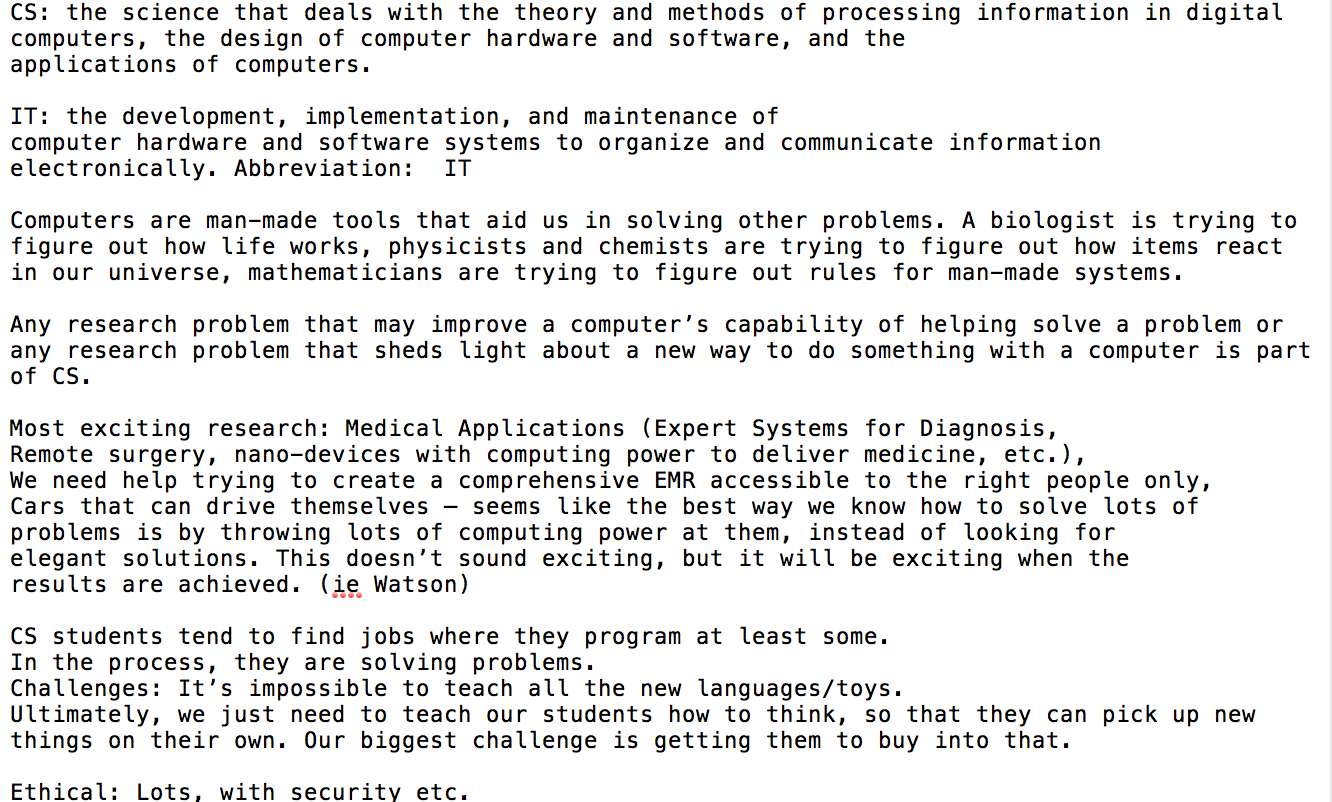 CS: the science that deals with the theory and methods of processing information in digital
computers, the design of computer hardware and software, and the
applications of computers.
IT: the development, implementation, and maintenance of
computer hardware and software systems to organize and communicate information
electronically. Abbreviation:  IT
Computers are man–made tools that aid us in solving other problems. A biologist is trying to
figure out how life works, physicists and chemists are trying to figure out how items react
in our universe, mathematicians are trying to figure out rules for man–made systems.
Any research problem that may improve a computer’s capability of helping solve a problem or
any research problem that sheds light about a new way to do something with a computer is part
of CS.
Most exciting research: Medical Applications (Expert Systems for Diagnosis,
Remote surgery, nano–devices with computing power to deliver medicine, etc.),
We need help trying to create a comprehensive EMR accessible to the right people only,
Cars that can drive themselves – seems like the best way we know how to solve lots of
problems is by throwing lots of computing power at them, instead of looking for
elegant solutions. This doesn’t sound exciting, but it will be exciting when the
results are achieved. (ie Watson)
CS students tend to find jobs where they program at least some.
In the process, they are solving problems.
Challenges: It’s impossible to teach all the new languages/toys.
Ultimately, we just need to teach our students how to think, so that they can pick up new
things on their own. Our biggest challenge is getting them to buy into that.
Ethical: Lots, with security etc.